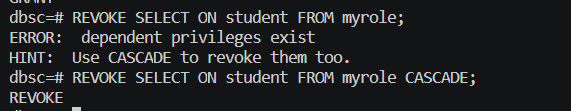 GRANT
dbsc=# REVOKE SELECT ON student FROM myrole;
ERROR:  dependent privileges exist
HINT:  Use CASCADE to revoke them too.
dbsc=# REVOKE SELECT ON student FROM myrole CASCADE;
REVOKE